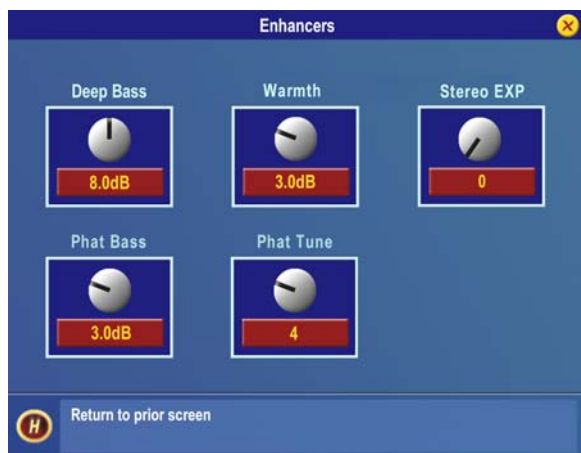 Enhancers
Deep Bass
Warmth
Stereo EXP
8.0dB
3.0dB
0
Phat Bass
Phat Tune
3.0dB
4
H
Return to prior screen